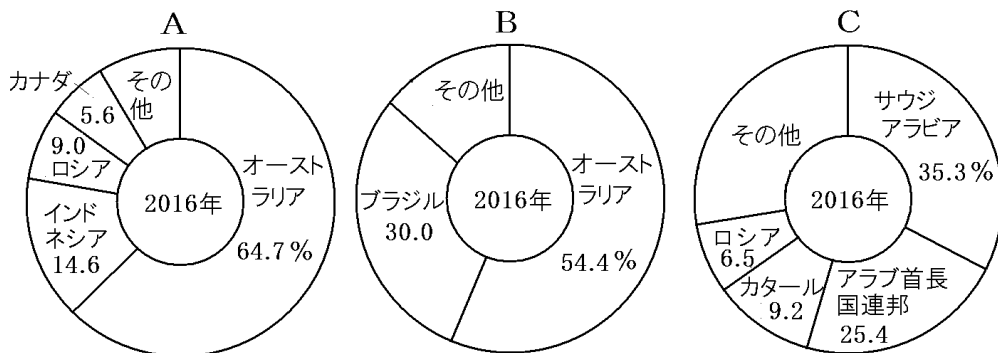 A
カナダ
5.6
その
他
9.0
ロシア
インド
ネシア
14.6
2016年
オースト
ラリア
64.7%
B
その他
ブラジル
30.0
2016年
オースト
ラリア
54.4%
C
その他
サウジ
アラビア
35.3%
2016年
ロシア
6.5
カタール
9.2
アラブ首長
国連邦
25.4